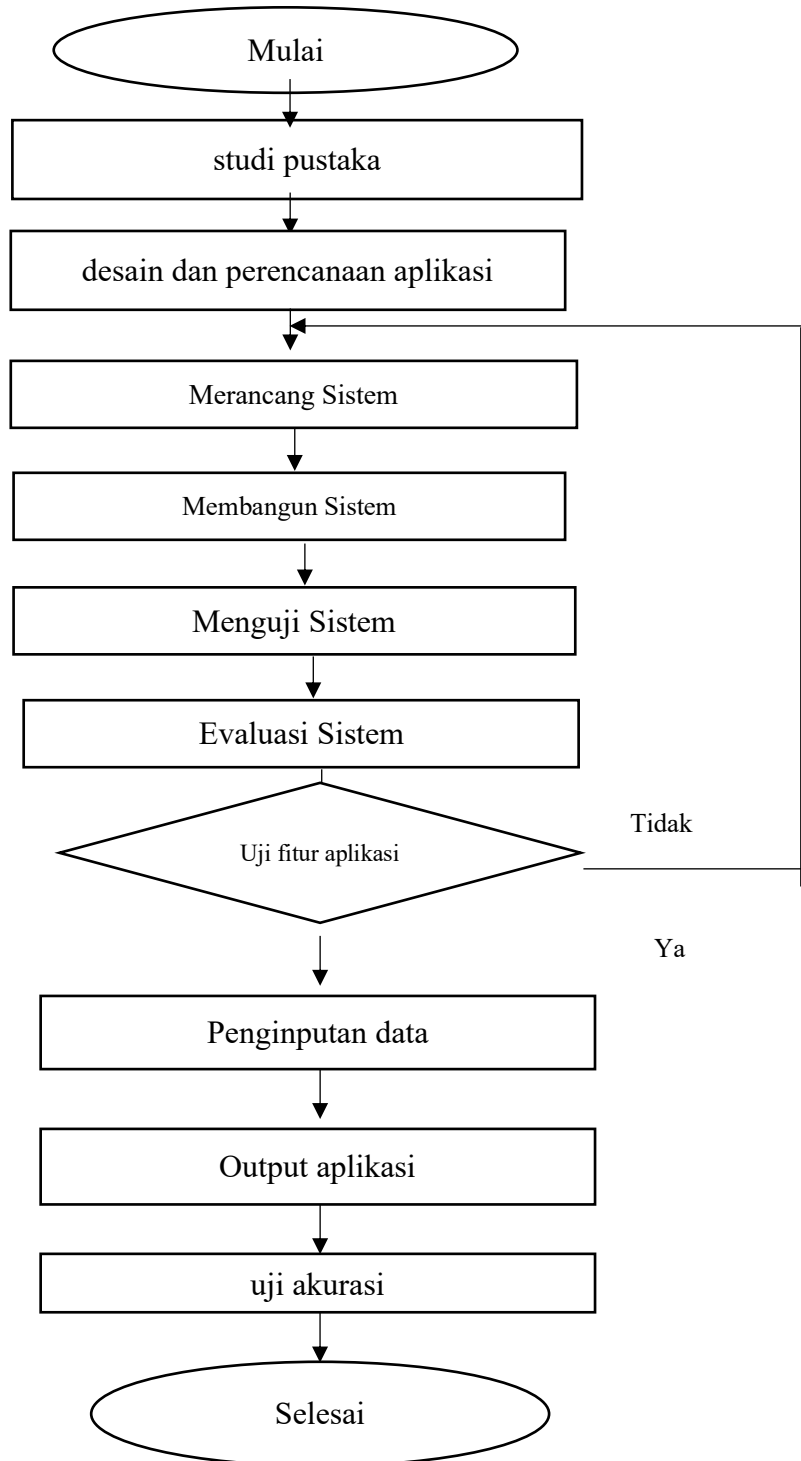 Mulai
studi pustaka
desain dan perencanaan aplikasi
Merancang Sistem
Membangun Sistem
Menguji Sistem
Evaluasi Sistem
Uji fitur aplikasi
Tidak
Ya
Penginputan data
Output aplikasi
uji akurasi
Selesai